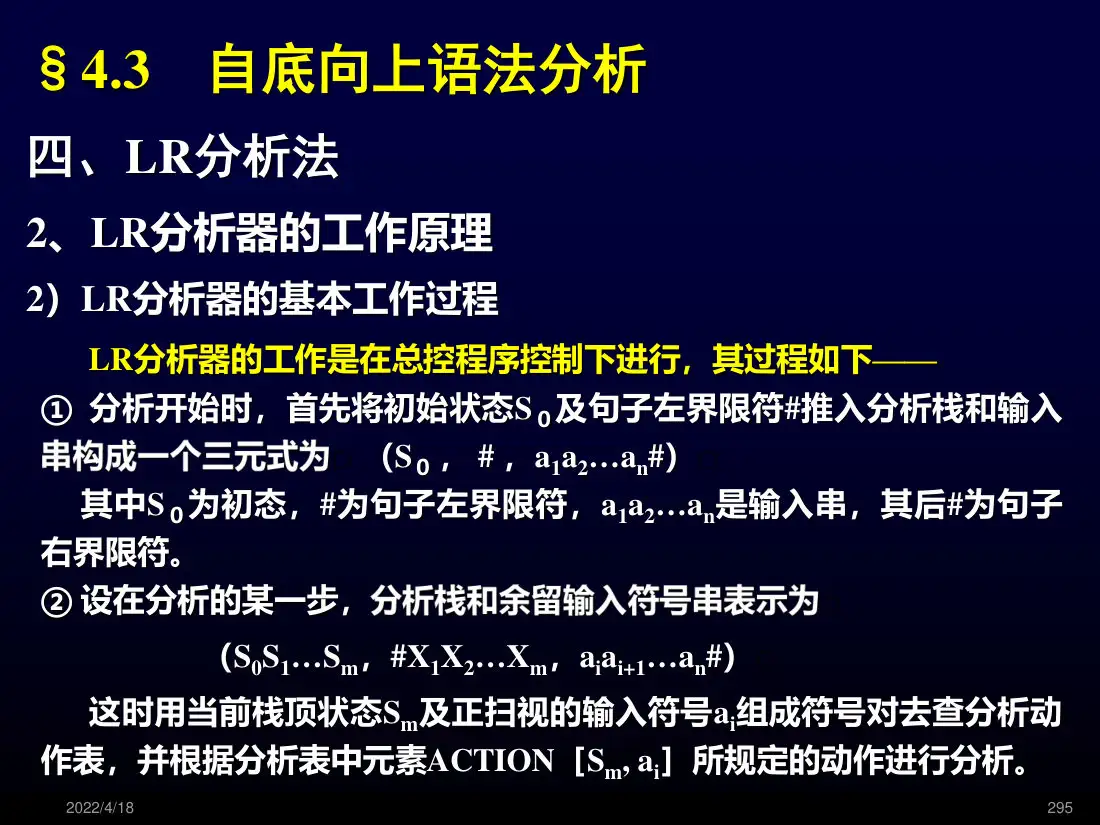 §4.3 自底向上语法分析
四、LR分析法
2、LR分析器的工作原理
2）LR分析器的基本工作过程
LR分析器的工作是在总控程序控制下进行，其过程如下——
① 分析开始时，首先将初始状态S₀及句子左界限符#推入分析栈和输入
串构成一个三元式为 （S₀，#，a₁a₂…aₙ#）
其中S₀为初态，#为句子左界限符，a₁a₂…aₙ是输入串，其后#为句子
右界限符。
② 设在分析的某一步，分析栈和余留输入符号串表示为
（S₀S₁…Sₘ，#X₁X₂…Xₘ，aᵢaᵢ₊₁…aₙ#）
这时用当前栈顶状态Sₘ及正扫视的输入符号aᵢ组成符号对去查分析动
作表，并根据分析表中元素ACTION［Sₘ, aᵢ］所规定的动作进行分析。
2022/4/18
295